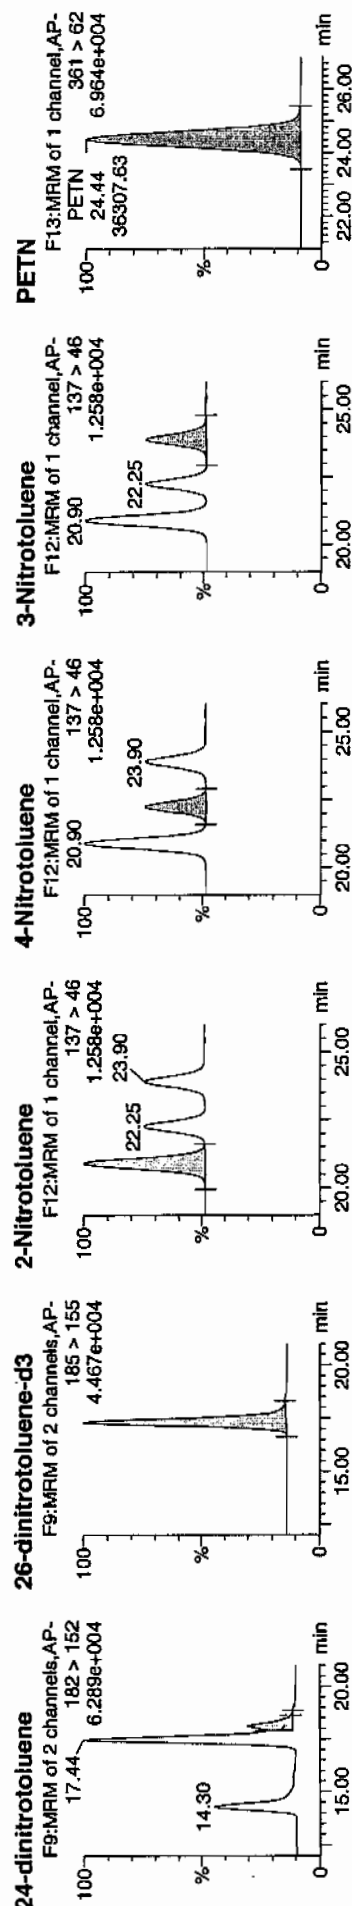 24-dinitrotoluene
F9:MRM of 2 channels,AP-
182 > 152
6.289e+004
100
17.44
14.30
%
0
15.00
20.00
min
26-dinitrotoluene-d3
F9:MRM of 2 channels,AP-
185 > 155
4.467e+004
100
%
0
15.00
20.00
min
2-Nitrotoluene
F12:MRM of 1 channel,AP-
137 > 46
1.258e+004
100
22.25
23.90
%
0
20.00
25.00
min
4-Nitrotoluene
F12:MRM of 1 channel,AP-
137 > 46
1.258e+004
100
20.90
23.90
%
0
20.00
25.00
min
3-Nitrotoluene
F12:MRM of 1 channel,AP-
137 > 46
1.258e+004
100
20.90
22.25
%
0
20.00
25.00
min
PETN
F13:MRM of 1 channel,AP-
361 > 62
6.964e+004
100
PETN
24.44
36307.63
%
0
22.00
24.00
26.00
min